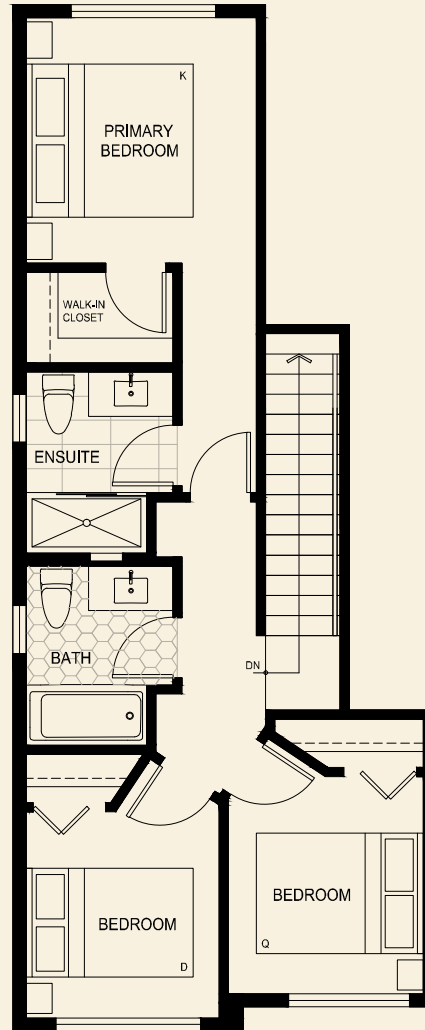 K
PRIMARY
BEDROOM
WALK-IN
CLOSET
ENSUITE
BATH
DN
BEDROOM
D
BEDROOM
Q